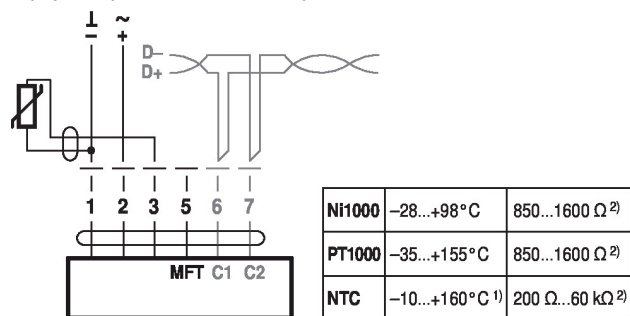 ⊥ ~
− +
D−
D+
1 2 3 5 6 7
MFT C1 C2
Ni1000 −28...+98°C 850...1600 Ω 2)
PT1000 −35...+155°C 850...1600 Ω 2)
NTC −10...+160°C 1) 200 Ω...60 kΩ 2)